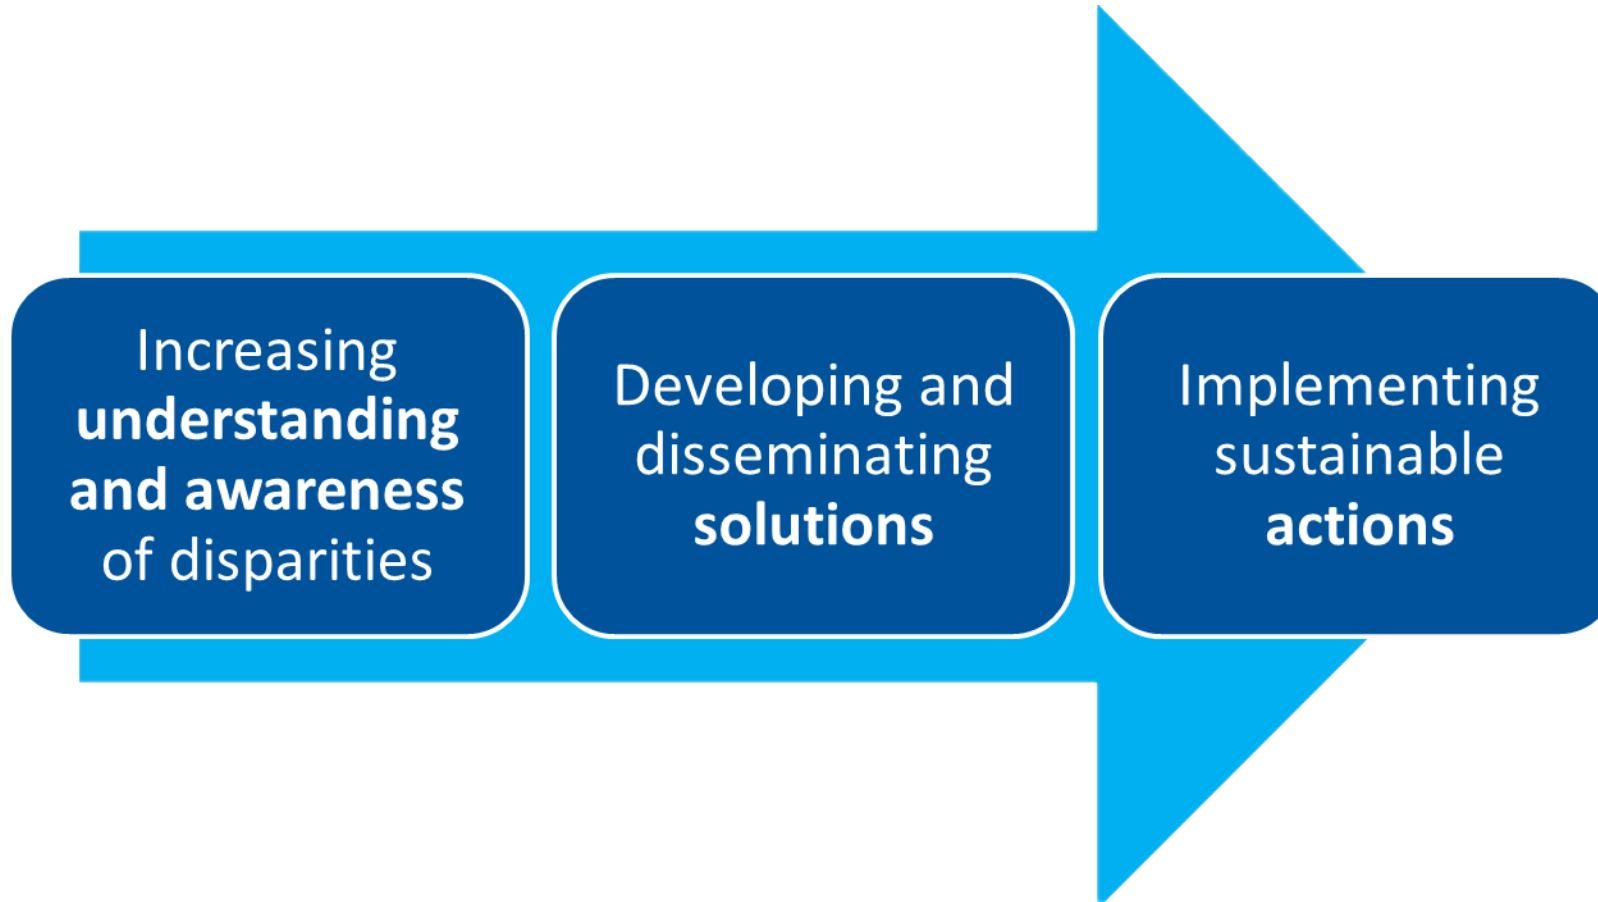 Increasing
understanding
and awareness
of disparities
Developing and
disseminating
solutions
Implementing
sustainable
actions